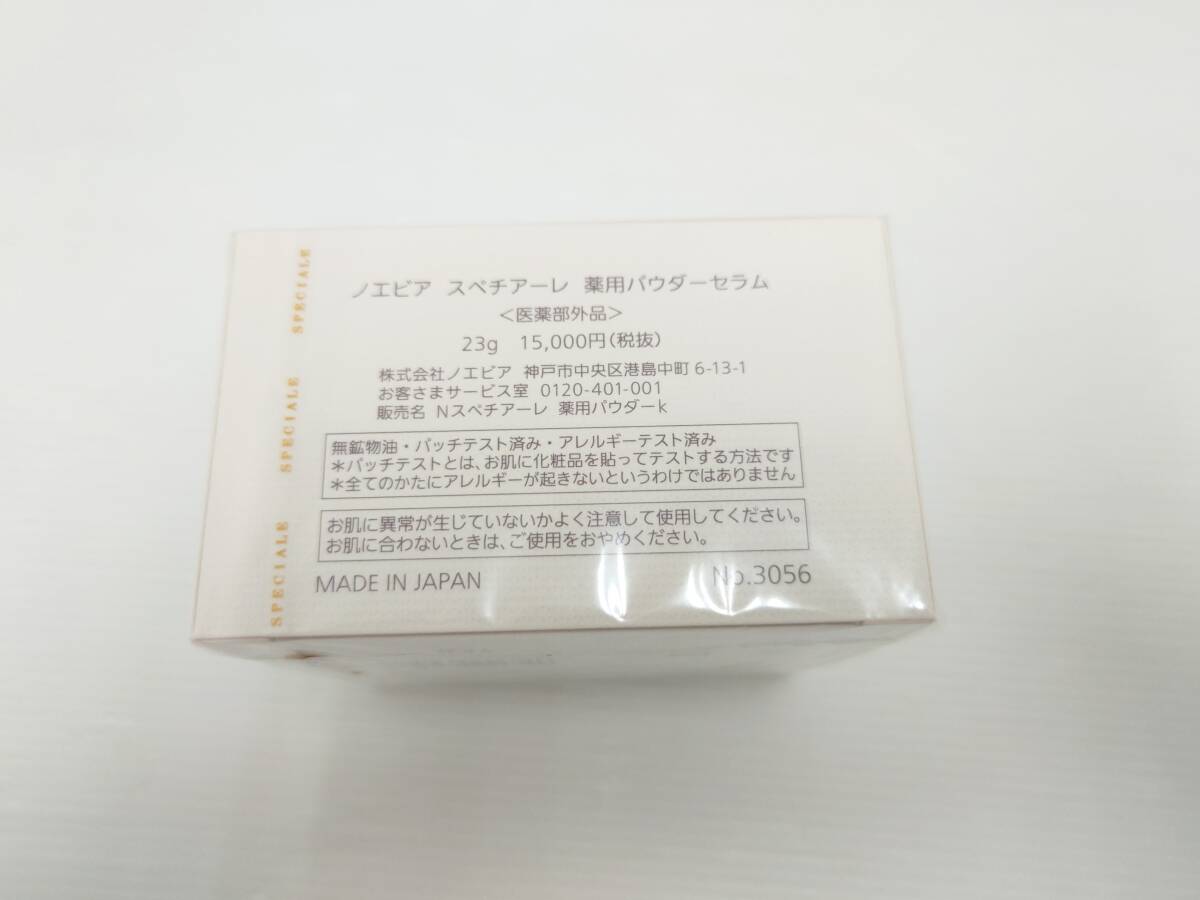 SPECIALE
SPECIALE
SPECIALE
ノエビア スペチアーレ 薬用パウダーセラム
＜医薬部外品＞
23g 15,000円（税抜）
株式会社ノエビア 神戸市中央区港島中町6-13-1
お客さまサービス室 0120-401-001
販売名 Nスペチアーレ 薬用パウダーk
無鉱物油・パッチテスト済み・アレルギーテスト済み
＊パッチテストとは、お肌に化粧品を貼ってテストする方法です
＊全てのかたにアレルギーが起きないというわけではありません
お肌に異常が生じていないかよく注意して使用してください。
お肌に合わないときは、ご使用をおやめください。
MADE IN JAPAN No.3056